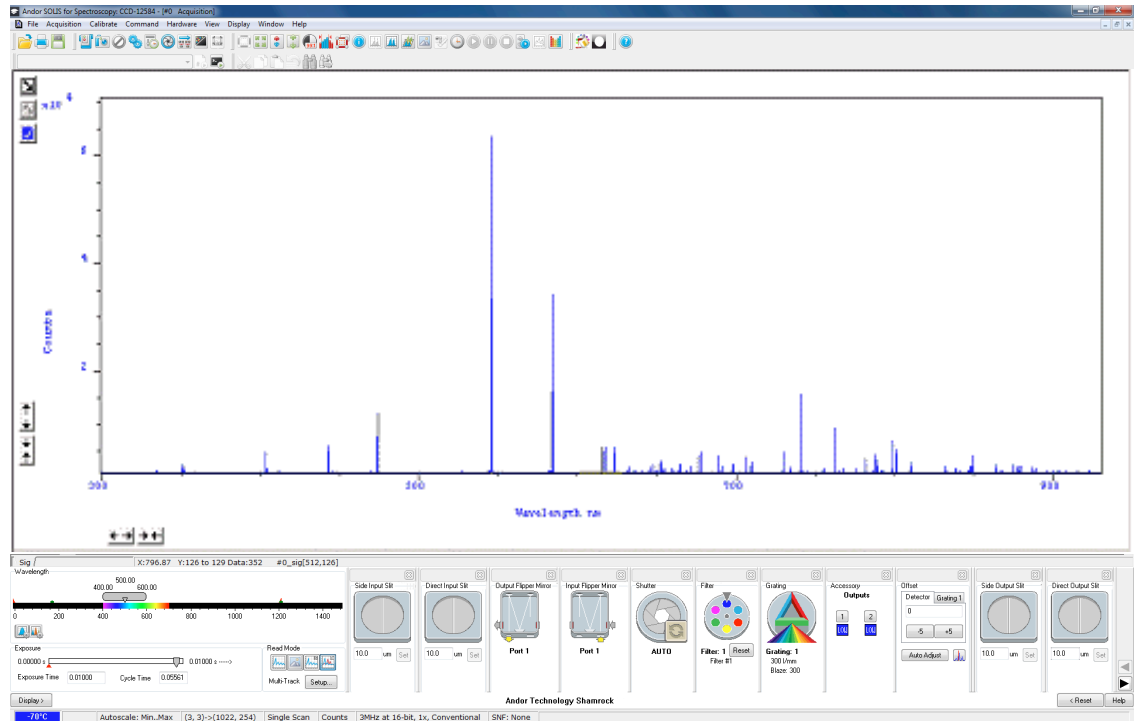 Andor SOLIS for Spectroscopy: CCD-12584 - [#0 Acquisition]
File Acquisition Calibrate Command Hardware View Display Window Help
x10 4
6
4
2
Counts
300 500 700 900
Wavelength nm
Sig X:796.87 Y:126 to 129 Data:352 #0_sig[512,126]
Wavelength
500.00
400.00 600.00
0 200 400 600 800 1000 1200 1400
Exposure
0.00000 s 0.01000 s ---->
Exposure Time 0.01000 Cycle Time 0.05561
Read Mode
Multi-Track Setup...
Side Input Slit
10.0 um Set
Direct Input Slit
10.0 um Set
Output Flipper Mirror
Port 1
Input Flipper Mirror
Port 1
Shutter
AUTO
Filter
Filter: 1 Reset
Filter #1
Grating
Grating: 1
300 l/mm
Blaze: 300
Accessory
Outputs
1 2
Offset
Detector Grating 1
0
-5 +5
Auto Adjust
Side Output Slit
10.0 um Set
Direct Output Slit
10.0 um Set
Display> Andor Technology Shamrock < Reset Help
-70°C Autoscale: Min..Max (3, 3)->(1022, 254) Single Scan Counts 3MHz at 16-bit, 1x, Conventional SNF: None